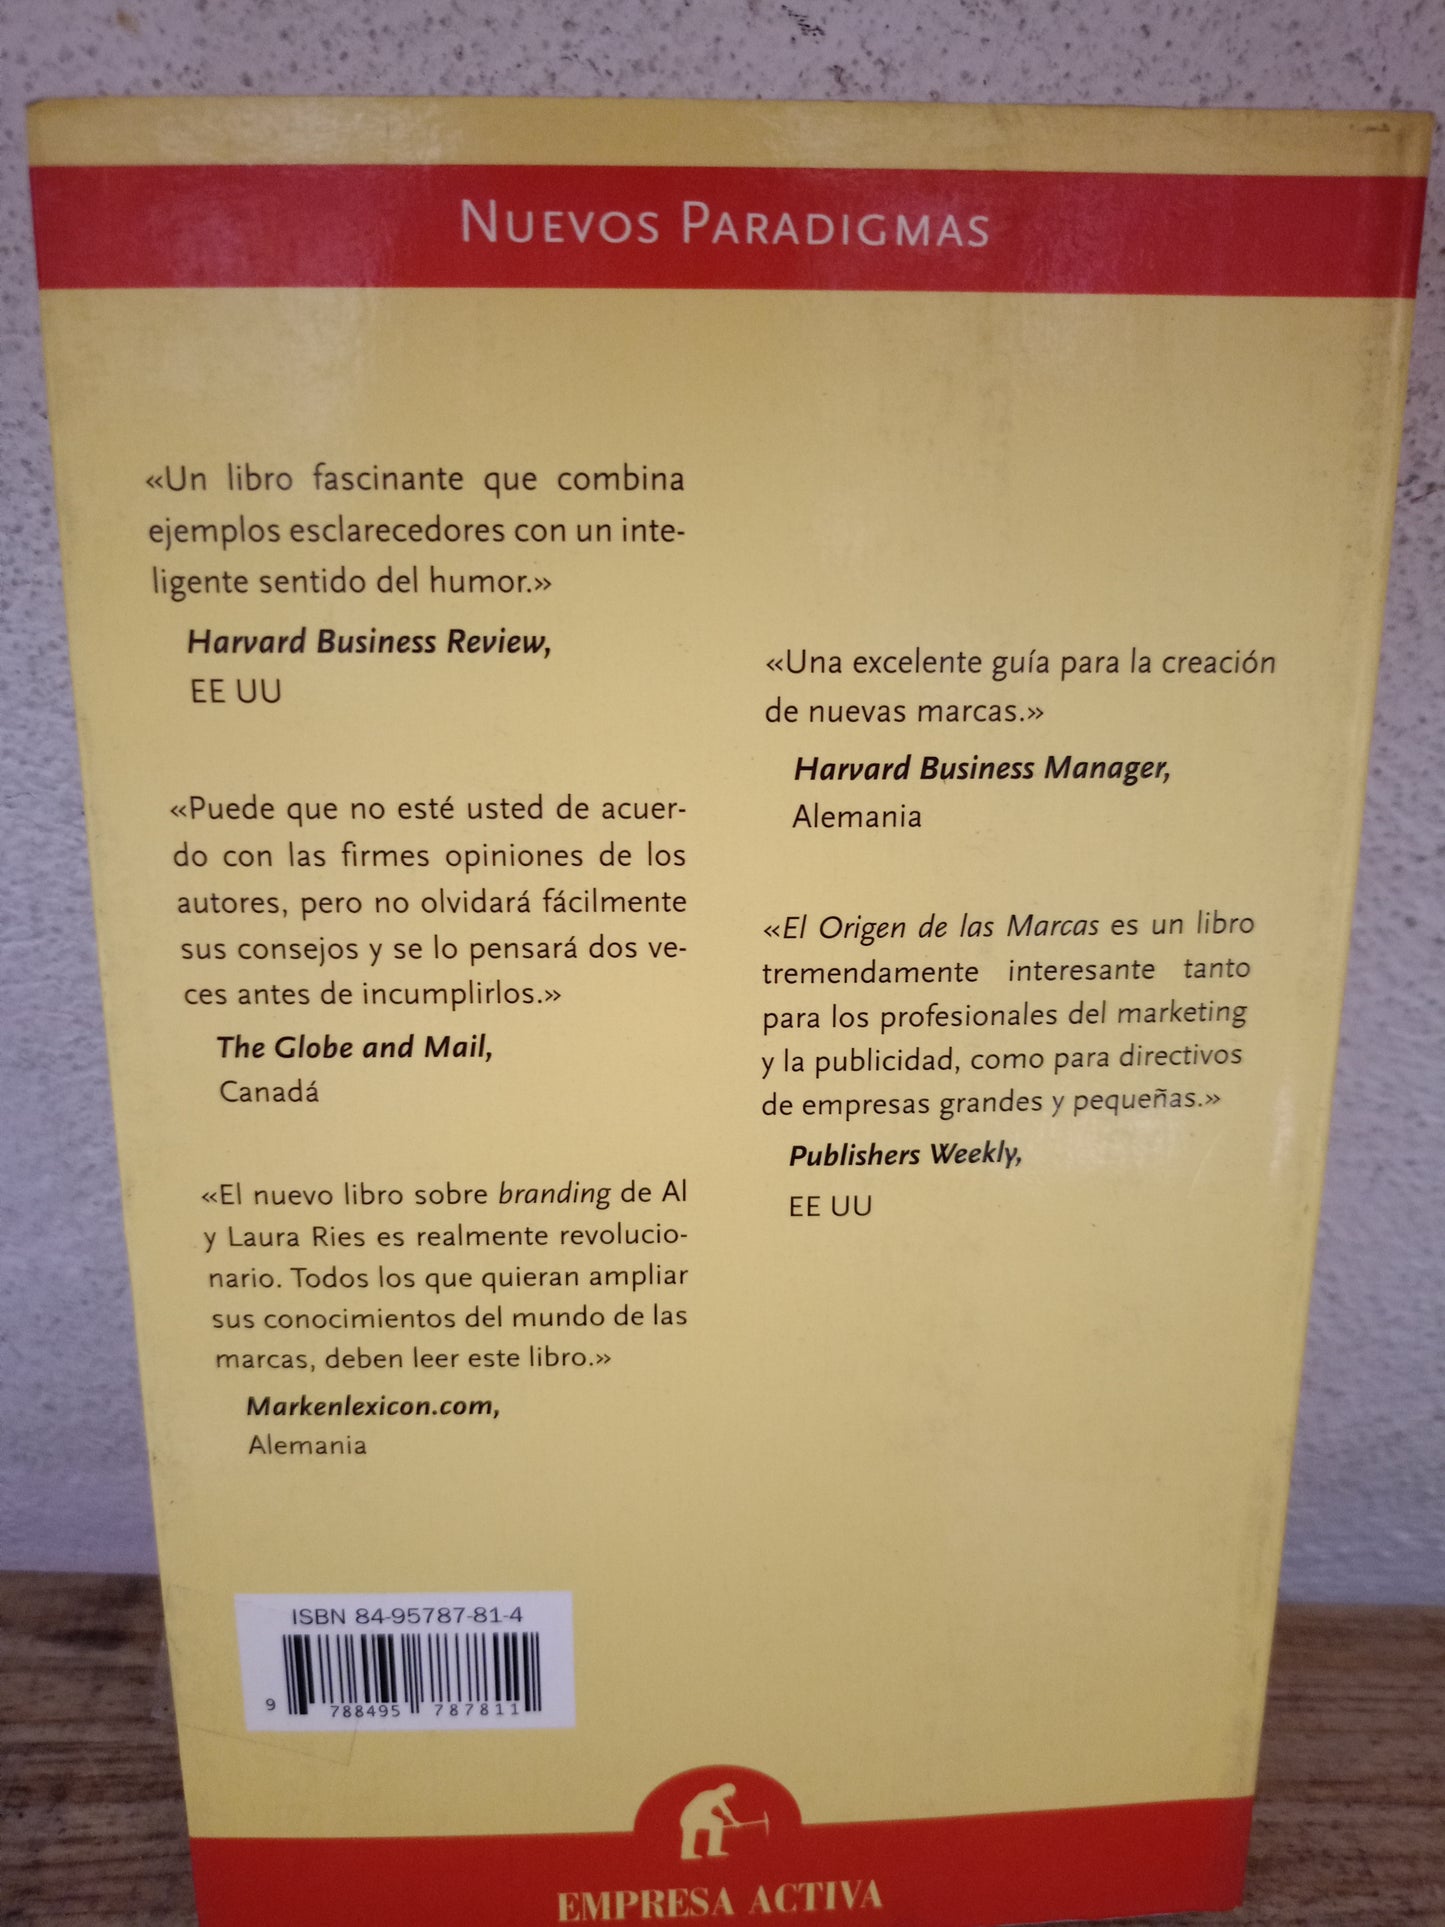 NUEVOS PARADIGMAS
«Un libro fascinante que combina
ejemplos esclarecedores con un inte-
ligente sentido del humor.»
Harvard Business Review,
EE UU
«Puede que no esté usted de acuer-
do con las firmes opiniones de los
autores, pero no olvidará fácilmente
sus consejos y se lo pensará dos ve-
ces antes de incumplirlos.»
The Globe and Mail,
Canadá
«El nuevo libro sobre branding de Al
y Laura Ries es realmente revolucio-
nario. Todos los que quieran ampliar
sus conocimientos del mundo de las
marcas, deben leer este libro.»
Markenlexicon.com,
Alemania
«Una excelente guía para la creación
de nuevas marcas.»
Harvard Business Manager,
Alemania
«El Origen de las Marcas es un libro
tremendamente interesante tanto
para los profesionales del marketing
y la publicidad, como para directivos
de empresas grandes y pequeñas.»
Publishers Weekly,
EE UU
ISBN 84-95787-81-4
9 788495 787811
EMPRESA ACTIVA